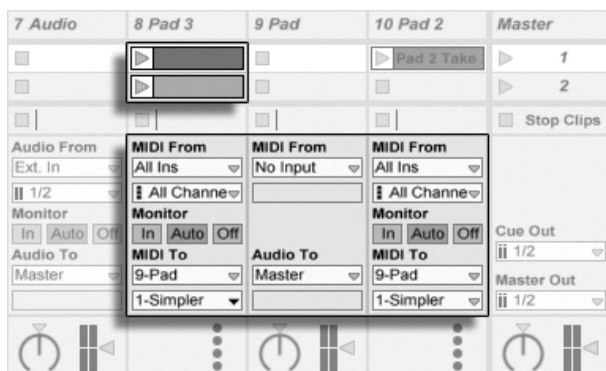 7 Audio 8 Pad 3 9 Pad 10 Pad 2 Master
Pad 2 Take 1
2
Stop Clips
Audio From MIDI From MIDI From MIDI From
Ext. In All Ins No Input All Ins
1/2 All Channe All Channe
Monitor Monitor Monitor
In Auto Off In Auto Off In Auto Off Cue Out
Audio To MIDI To Audio To MIDI To 1/2
Master 9-Pad Master 9-Pad Master Out
1-Simpler 1-Simpler 1/2